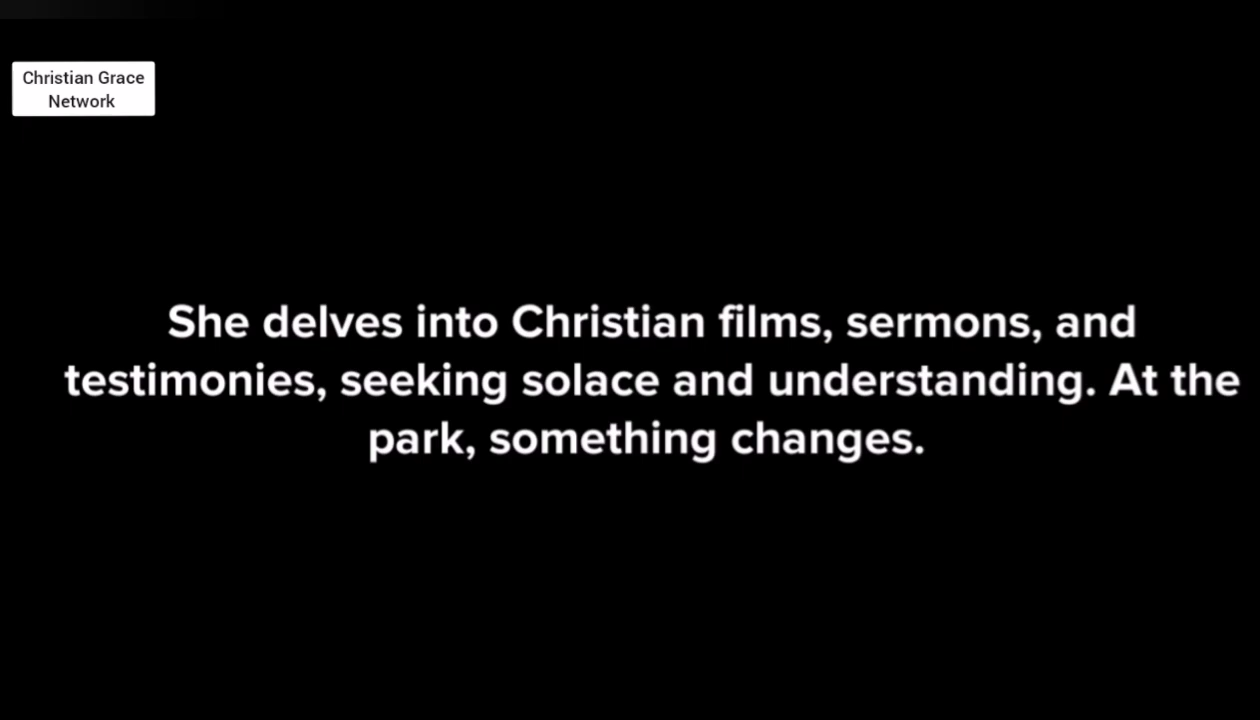 Christian Grace
Network
She delves into Christian films, sermons, and
testimonies, seeking solace and understanding. At the
park, something changes.